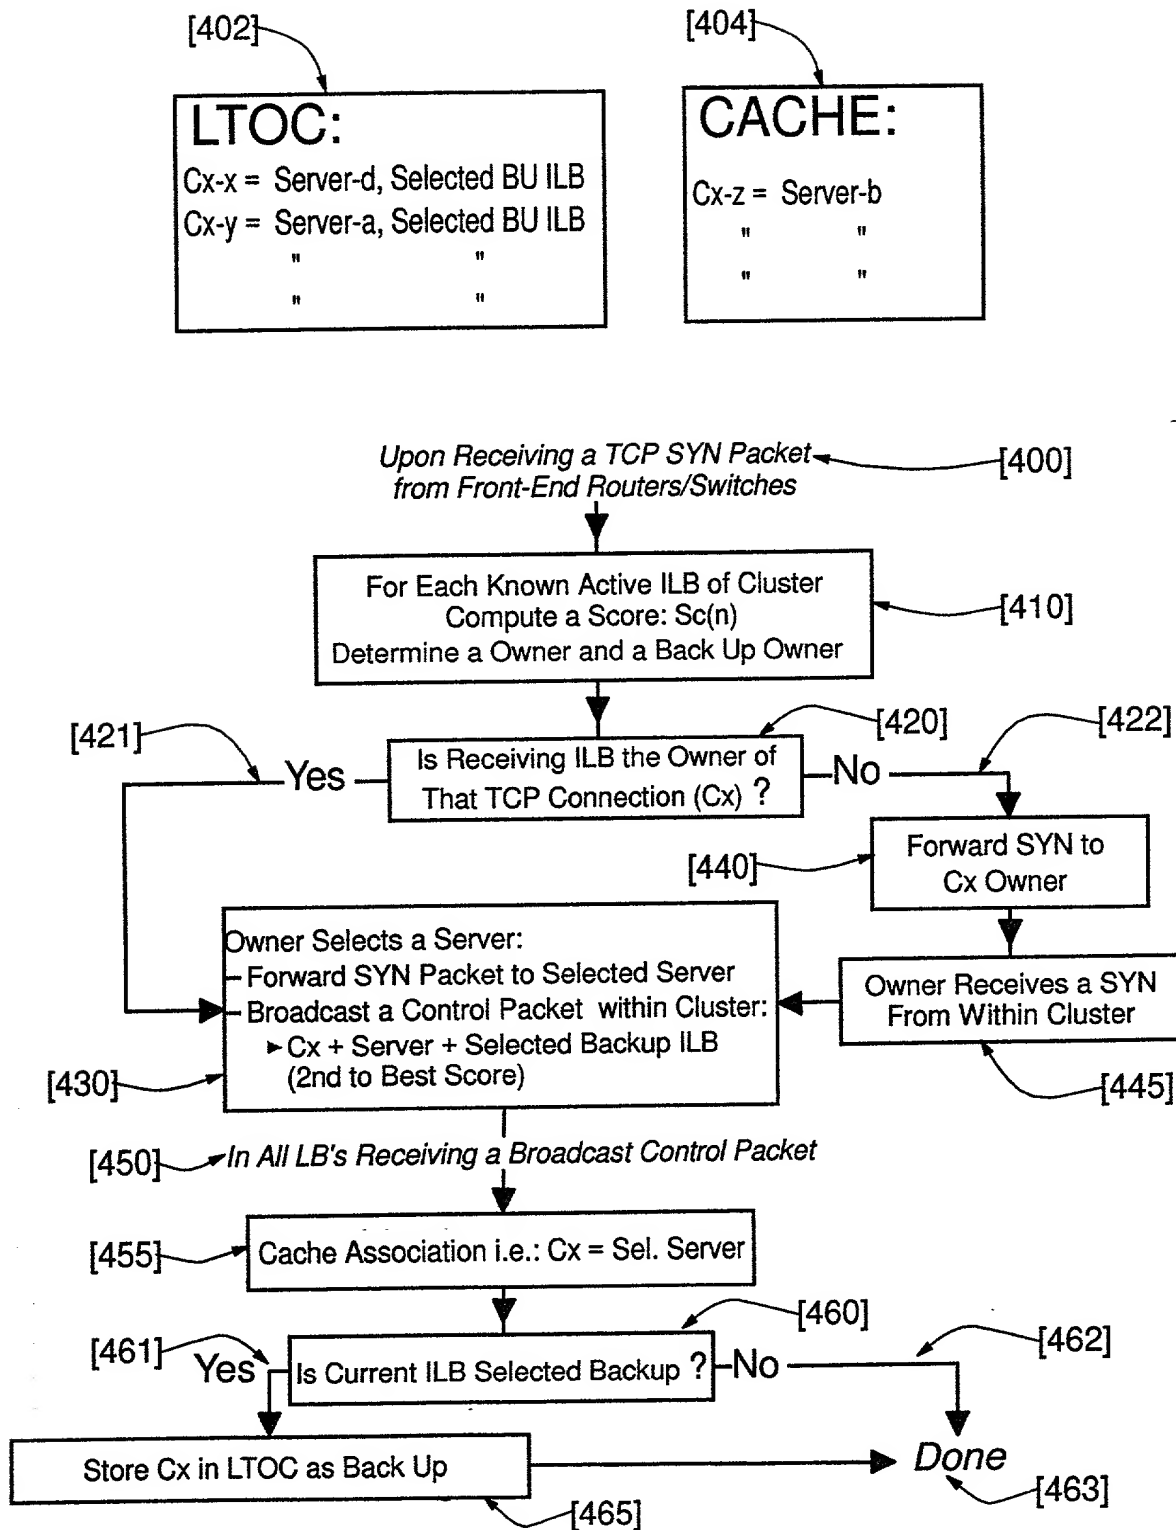 [402]
[404]
LTOC:
Cx-x = Server-d, Selected BU ILB
Cx-y = Server-a, Selected BU ILB
" "
" "
CACHE:
Cx-z = Server-b
" "
" "
Upon Receiving a TCP SYN Packet
from Front-End Routers/Switches
[400]
For Each Known Active ILB of Cluster
Compute a Score: Sc(n)
Determine a Owner and a Back Up Owner
[410]
[421]
[420]
[422]
Yes
Is Receiving ILB the Owner of
That TCP Connection (Cx) ?
No
[440]
Forward SYN to
Cx Owner
Owner Selects a Server:
– Forward SYN Packet to Selected Server
– Broadcast a Control Packet within Cluster:
► Cx + Server + Selected Backup ILB
(2nd to Best Score)
[430]
Owner Receives a SYN
From Within Cluster
[445]
[450]
In All LB's Receiving a Broadcast Control Packet
[455]
Cache Association i.e.: Cx = Sel. Server
[460]
[461]
[462]
Yes
Is Current ILB Selected Backup ?
No
Store Cx in LTOC as Back Up
Done
[465]
[463]